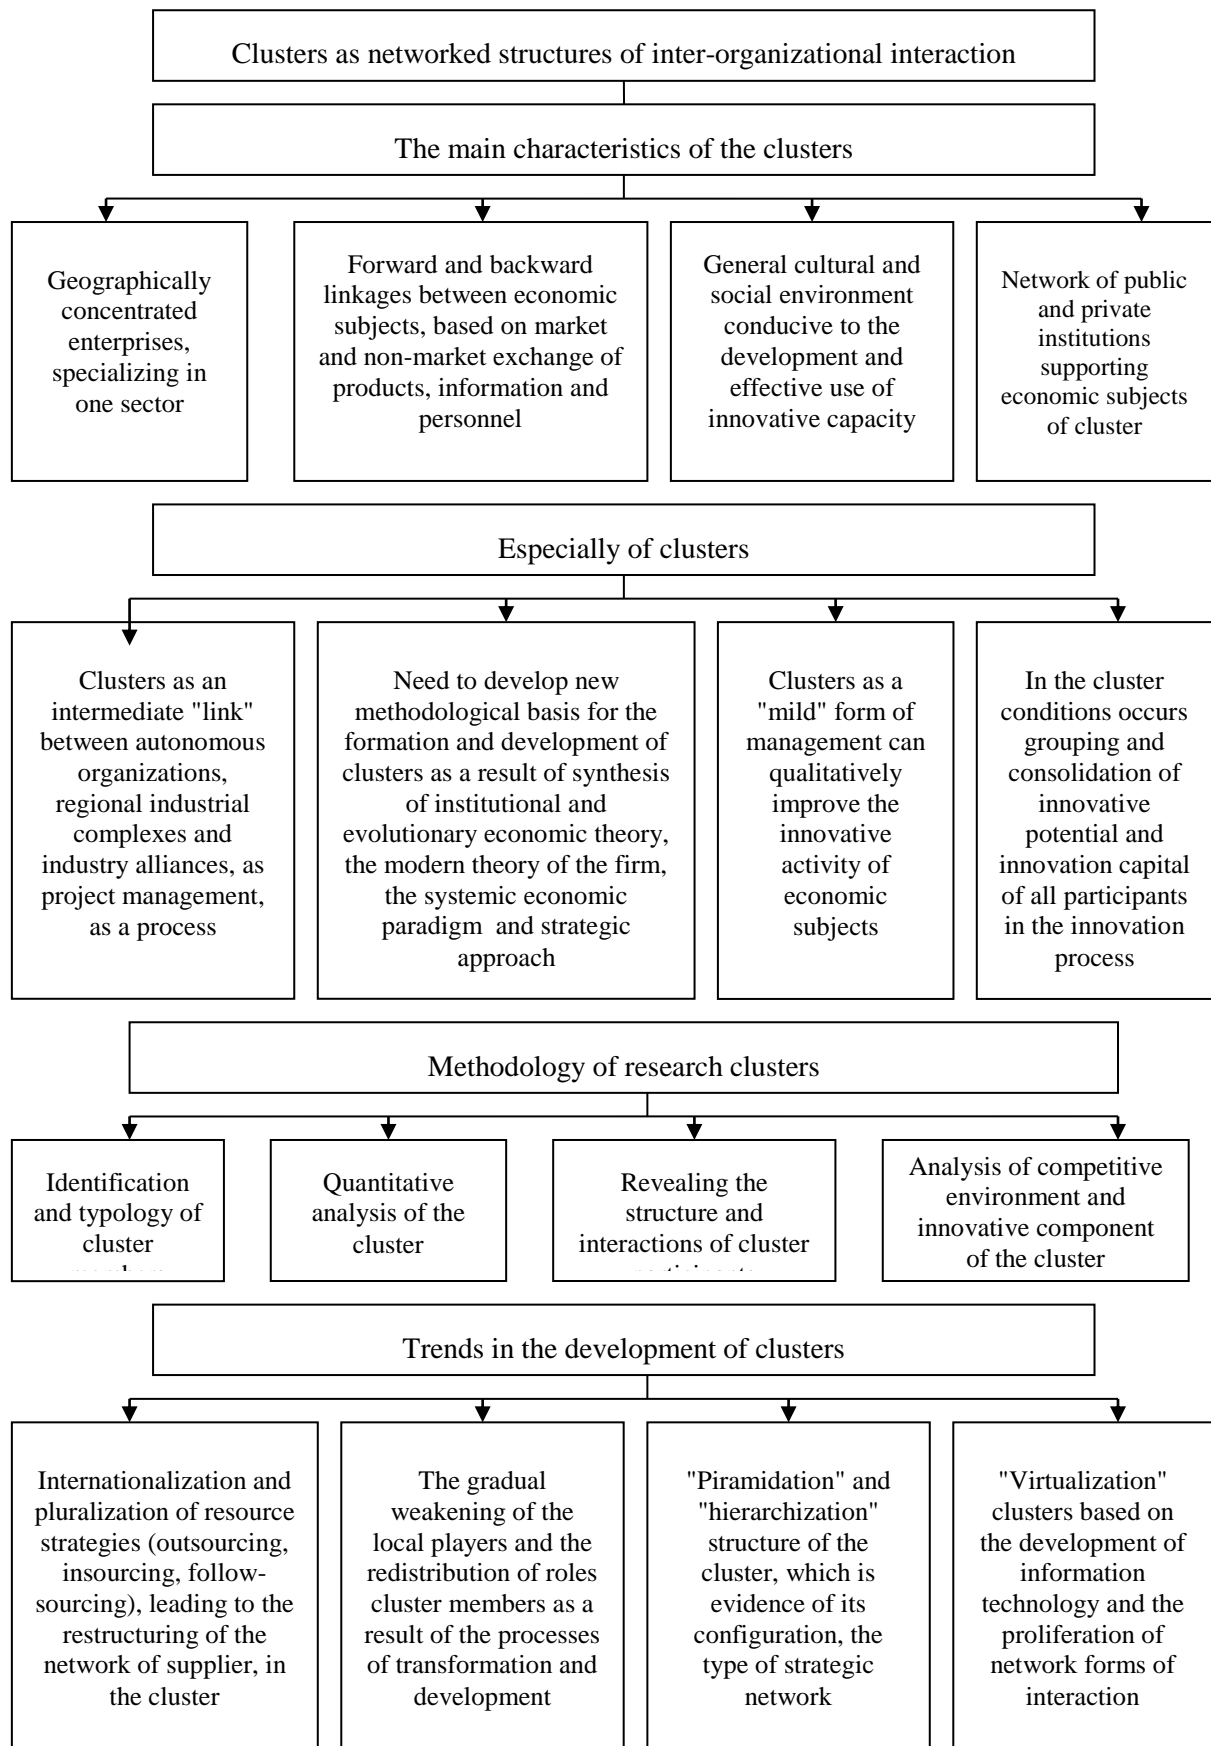 Clusters as networked structures of inter-organizational interaction
The main characteristics of the clusters
Geographically
concentrated
enterprises,
specializing in
one sector
Forward and backward
linkages between economic
subjects, based on market
and non-market exchange of
products, information and
personnel
General cultural and
social environment
conducive to the
development and
effective use of
innovative capacity
Network of public
and private
institutions
supporting
economic subjects
of cluster
Especially of clusters
Clusters as an
intermediate "link"
between autonomous
organizations,
regional industrial
complexes and
industry alliances, as
project management,
as a process
Need to develop new
methodological basis for the
formation and development of
clusters as a result of synthesis
of institutional and
evolutionary economic theory,
the modern theory of the firm,
the systemic economic
paradigm and strategic
approach
Clusters as a
"mild" form of
management can
qualitatively
improve the
innovative
activity of
economic
subjects
In the cluster
conditions occurs
grouping and
consolidation of
innovative
potential and
innovation capital
of all participants
in the innovation
process
Methodology of research clusters
Identification
and typology of
cluster
Quantitative
analysis of the
cluster
Revealing the
structure and
interactions of cluster
participants
Analysis of competitive
environment and
innovative component
of the cluster
Trends in the development of clusters
Internationalization and
pluralization of resource
strategies (outsourcing,
insourcing, follow-
sourcing), leading to the
restructuring of the
network of supplier, in
the cluster
The gradual
weakening of the
local players and the
redistribution of roles
cluster members as a
result of the processes
of transformation and
development
"Piramidation" and
"hierarchization"
structure of the
cluster, which is
evidence of its
configuration, the
type of strategic
network
"Virtualization"
clusters based on
the development of
information
technology and the
proliferation of
network forms of
interaction